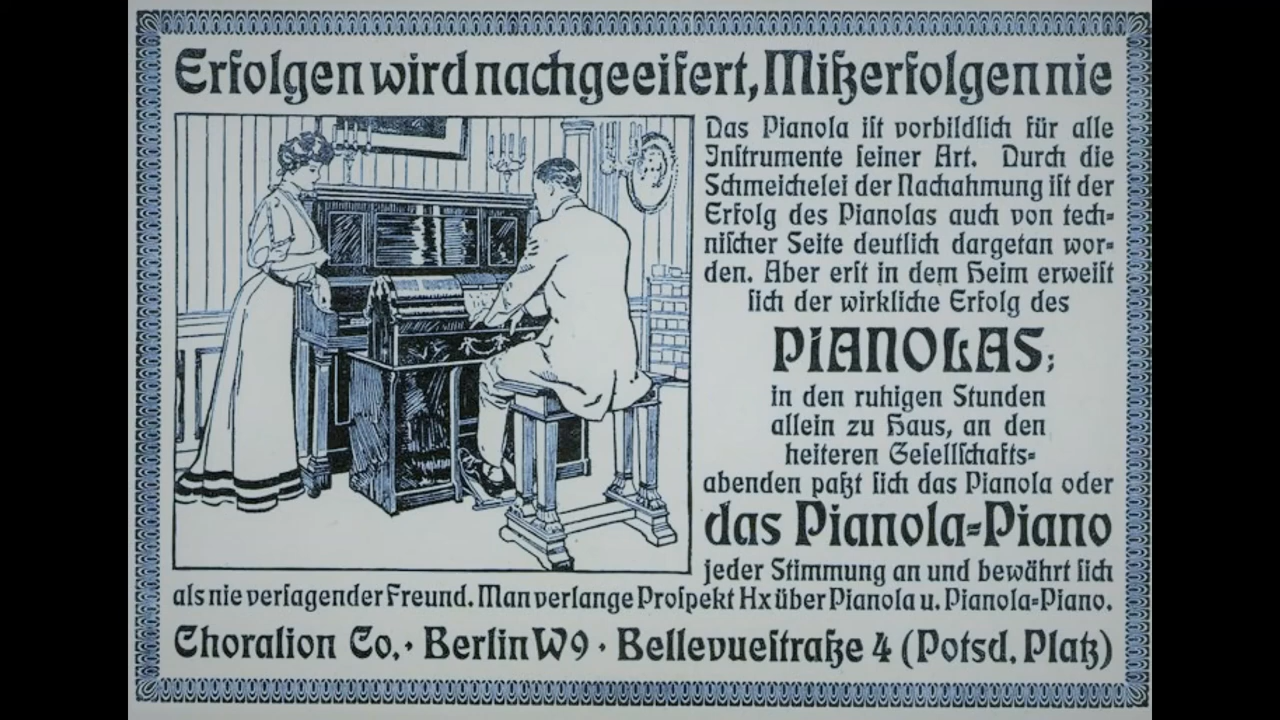 Erfolgen wird nachgeeifert, Mißerfolgen nie
Das Pianola iſt vorbildlich für alle
Inſtrumente ſeiner Art. Durch die
Schmeichelei der Nachahmung iſt der
Erfolg des Pianolas auch von tech-
niſcher Seite deutlich dargetan wor-
den. Aber erſt in dem Heim erweiſt
ſich der wirkliche Erfolg des
PIANOLAS;
in den ruhigen Stunden
allein zu Haus, an den
heiteren Geſellſchafts-
abenden paßt ſich das Pianola oder
das Pianola-Piano
jeder Stimmung an und bewährt ſich
als nie verſagender Freund. Man verlange Proſpekt Hx über Pianola u. Pianola-Piano.
Choralion Co. · Berlin W9 · Bellevueſtraße 4 (Potsd. Platz)